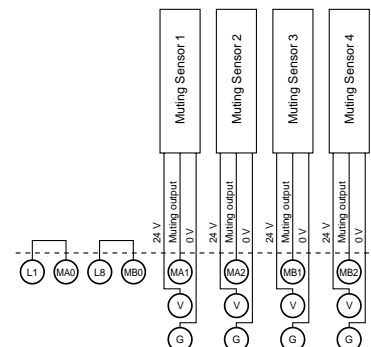 Muting Sensor 1
Muting Sensor 2
Muting Sensor 3
Muting Sensor 4
24 V
Muting output
0 V
24 V
Muting output
0 V
24 V
Muting output
0 V
24 V
Muting output
0 V
L1 MA0 L8 MB0 MA1 MA2 MB1 MB2
V V V V
G G G G